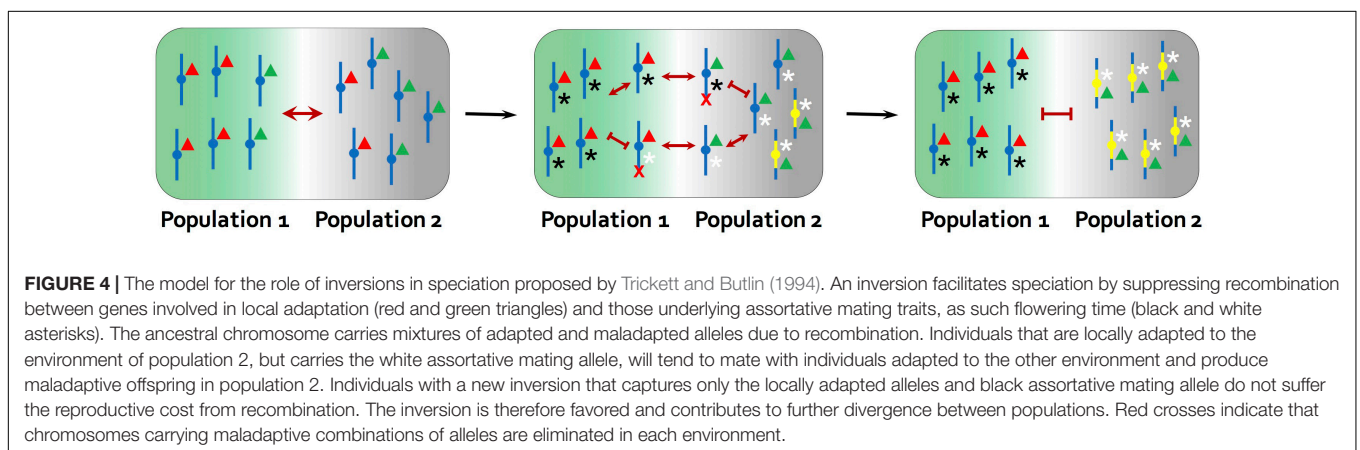 Population 1
Population 2
Population 1
Population 2
Population 1
Population 2
FIGURE 4 | The model for the role of inversions in speciation proposed by Trickett and Butlin (1994). An inversion facilitates speciation by suppressing recombination
between genes involved in local adaptation (red and green triangles) and those underlying assortative mating traits, as such flowering time (black and white
asterisks). The ancestral chromosome carries mixtures of adapted and maladapted alleles due to recombination. Individuals that are locally adapted to the
environment of population 2, but carries the white assortative mating allele, will tend to mate with individuals adapted to the other environment and produce
maladaptive offspring in population 2. Individuals with a new inversion that captures only the locally adapted alleles and black assortative mating allele do not suffer
the reproductive cost from recombination. The inversion is therefore favored and contributes to further divergence between populations. Red crosses indicate that
chromosomes carrying maladaptive combinations of alleles are eliminated in each environment.